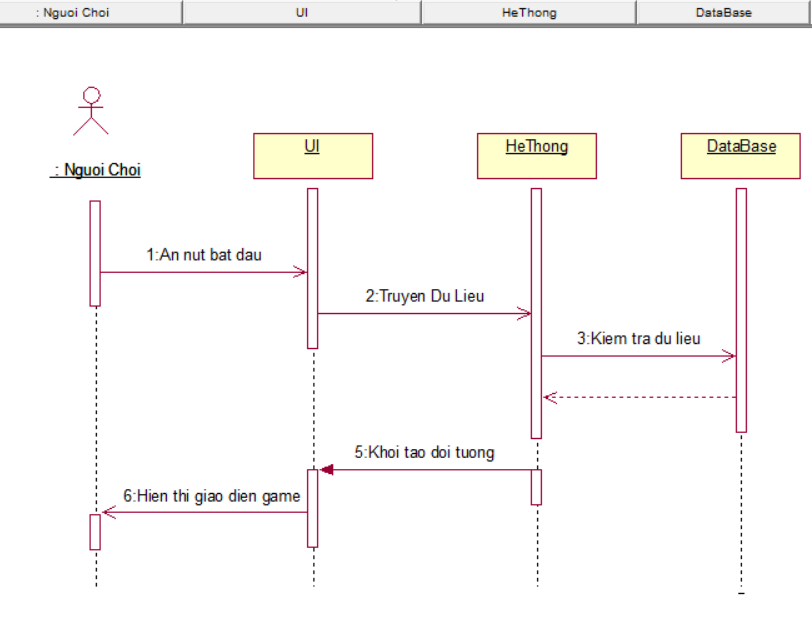 : Nguoi Choi
UI
HeThong
DataBase
: Nguoi Choi
UI
HeThong
DataBase
1:An nut bat dau
2:Truyen Du Lieu
3:Kiem tra du lieu
5:Khoi tao doi tuong
6:Hien thi giao dien game